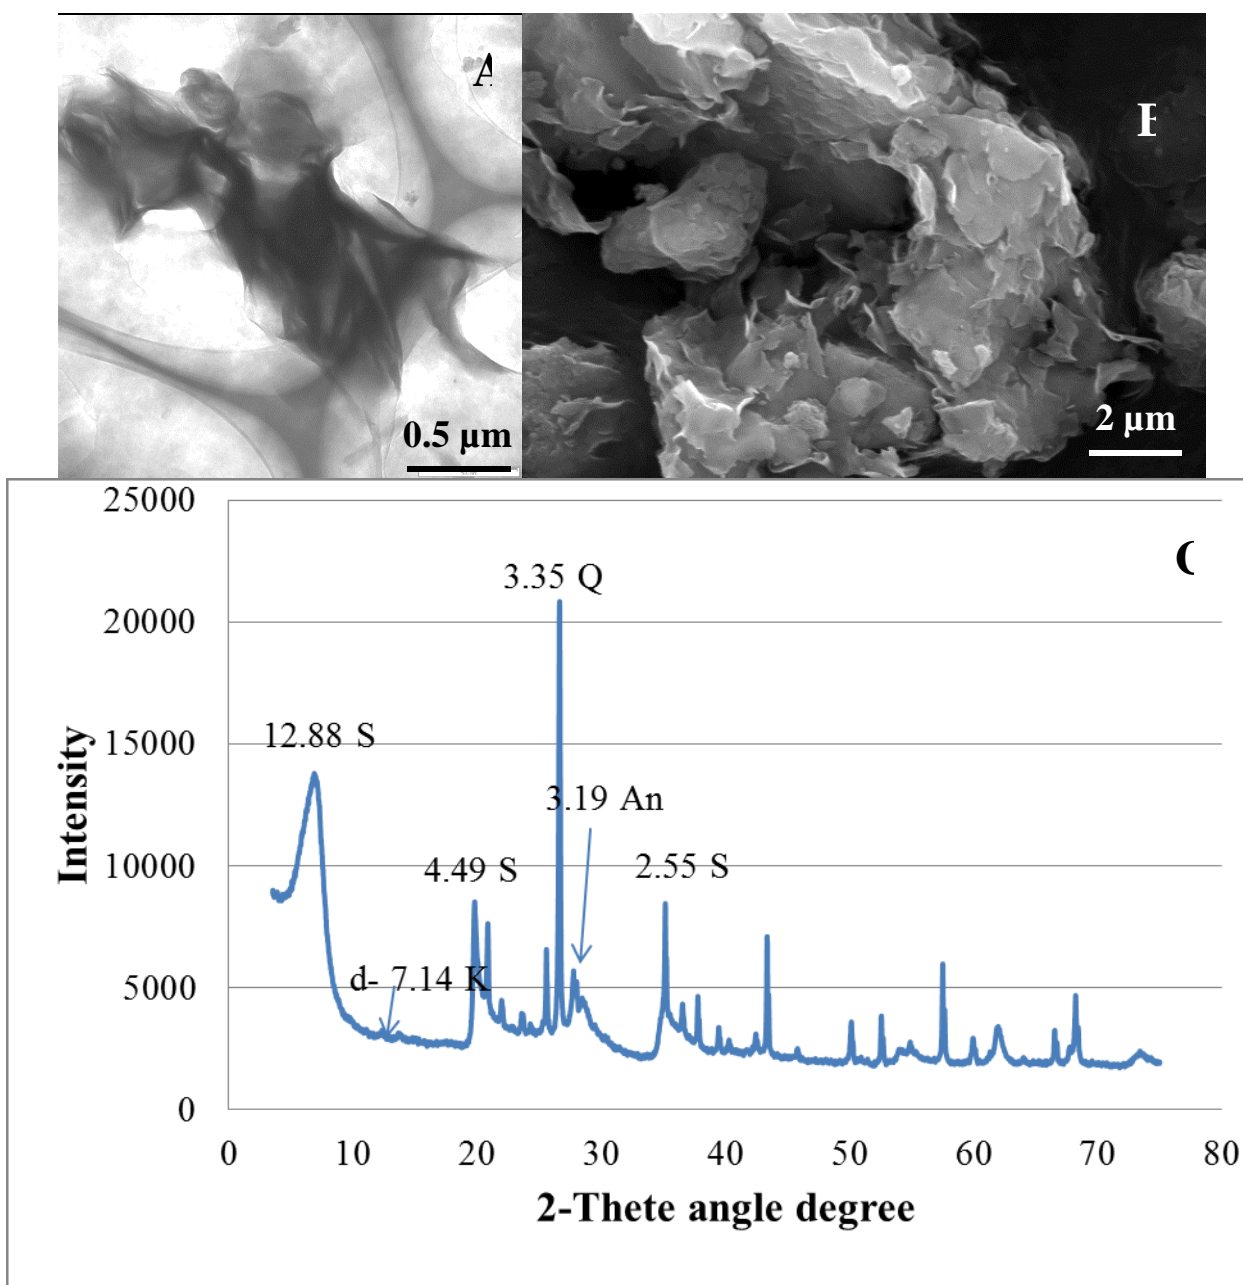 A
B
0.5 μm
2 μm
C
25000
20000
15000
10000
5000
0
Intensity
12.88 S
3.35 Q
3.19 An
4.49 S
2.55 S
d- 7.14 K
0 10 20 30 40 50 60 70 80
2-Thete angle degree